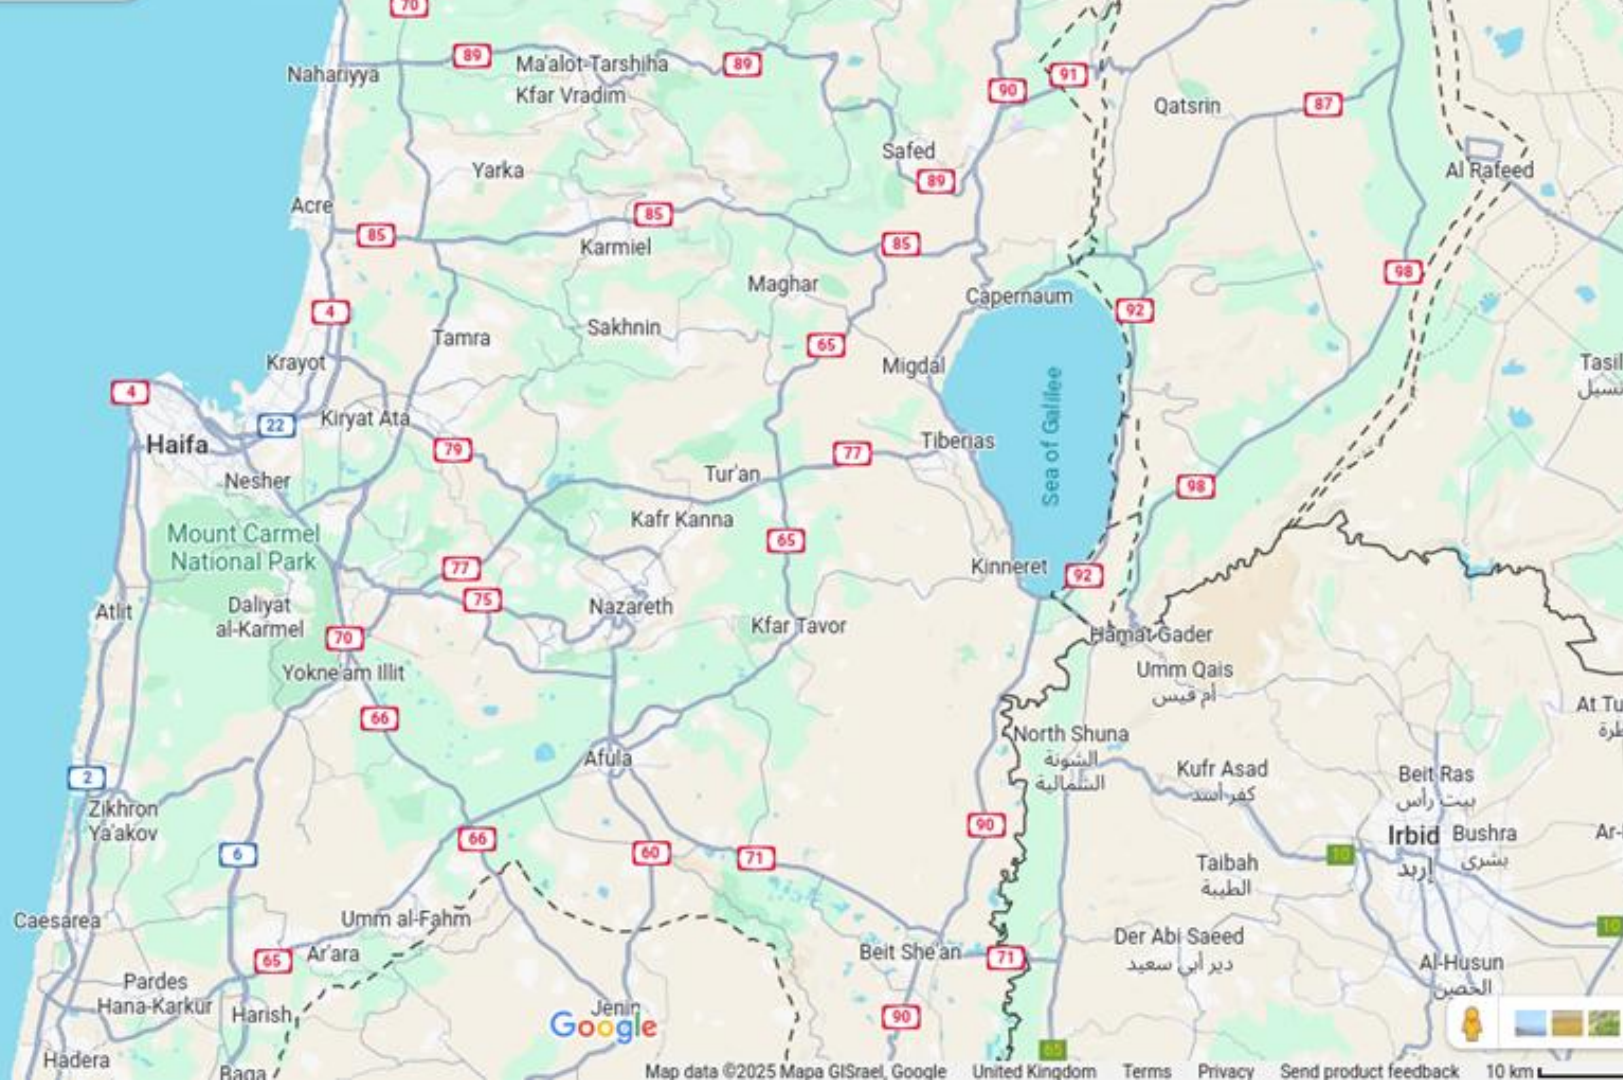 70
89
Ma'alot-Tarshiha
89
Nahariyya
91
90
Kfar Vradim
Qatsrin
87
Safed
Yarka
89
Al Rafeed
Acre
85
85
85
Karmiel
98
Maghar
Capernaum
4
92
Sakhnin
Tamra
65
Krayot
Migdal
4
22
Kiryat Ata
Haifa
79
77
Tiberias
Sea of Galilee
Nesher
Tur'an
98
Kafr Kanna
Mount Carmel
National Park
65
77
Kinneret
92
75
Atlit
Daliyat
al-Karmel
Nazareth
Kfar Tavor
70
Hamat Gader
Yokne'am Illit
Umm Qais
أم قيس
66
North Shuna
الشونة
الشمالية
Afula
2
Kufr Asad
كفر أسد
Beit Ras
بيت راس
Zikhron
Ya'akov
90
66
60
71
6
Irbid
إربد
Bushra
بشرى
10
Taibah
الطيبة
Caesarea
Umm al-Fahm
10
65
Ar'ara
Beit She'an
71
Der Abi Saeed
دير أبي سعيد
Al-Husun
الحصن
Pardes
Hana-Karkur
Harish
Jenin
90
Google
65
Hadera
Map data ©2025 Mapa GISrael, Google United Kingdom Terms Privacy Send product feedback 10 km